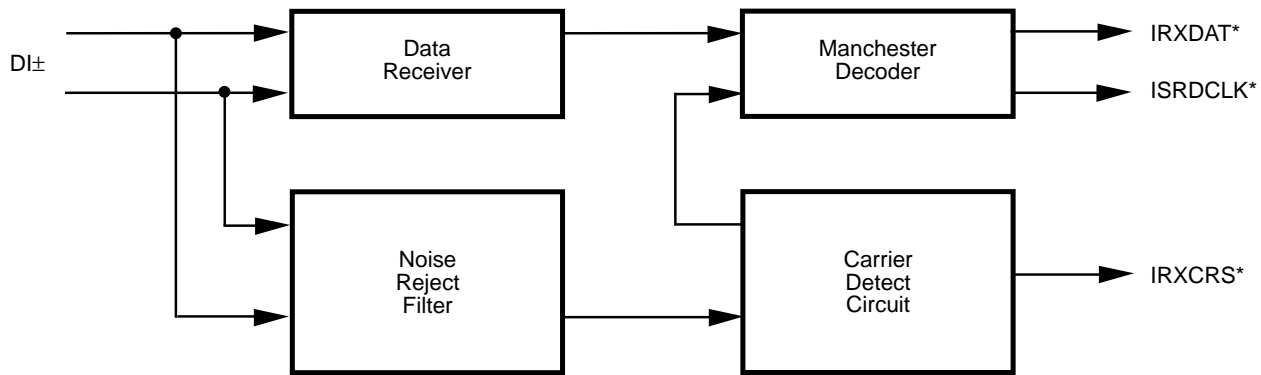 DI±
Data
Receiver
Manchester
Decoder
IRXDAT*
ISRDCLK*
Noise
Reject
Filter
Carrier
Detect
Circuit
IRXCRS*